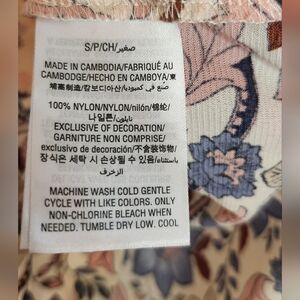 S/P/CH/صغير
MADE IN CAMBODIA/FABRIQUÉ AU
CAMBODGE/HECHO EN CAMBOYA/柬
埔寨制造/캄보디아산/صنع في كمبوديا
100% NYLON/NYLON/nilón/锦纶/
나일론/نايلون
EXCLUSIVE OF DECORATION/
GARNITURE NON COMPRISE/
exclusivo de decoración/不含装饰物/
장식은 세탁 시 손상될 수 있음/باستثناء
الزخرف
MACHINE WASH COLD GENTLE
CYCLE WITH LIKE COLORS. ONLY
NON-CHLORINE BLEACH WHEN
NEEDED. TUMBLE DRY LOW. COOL